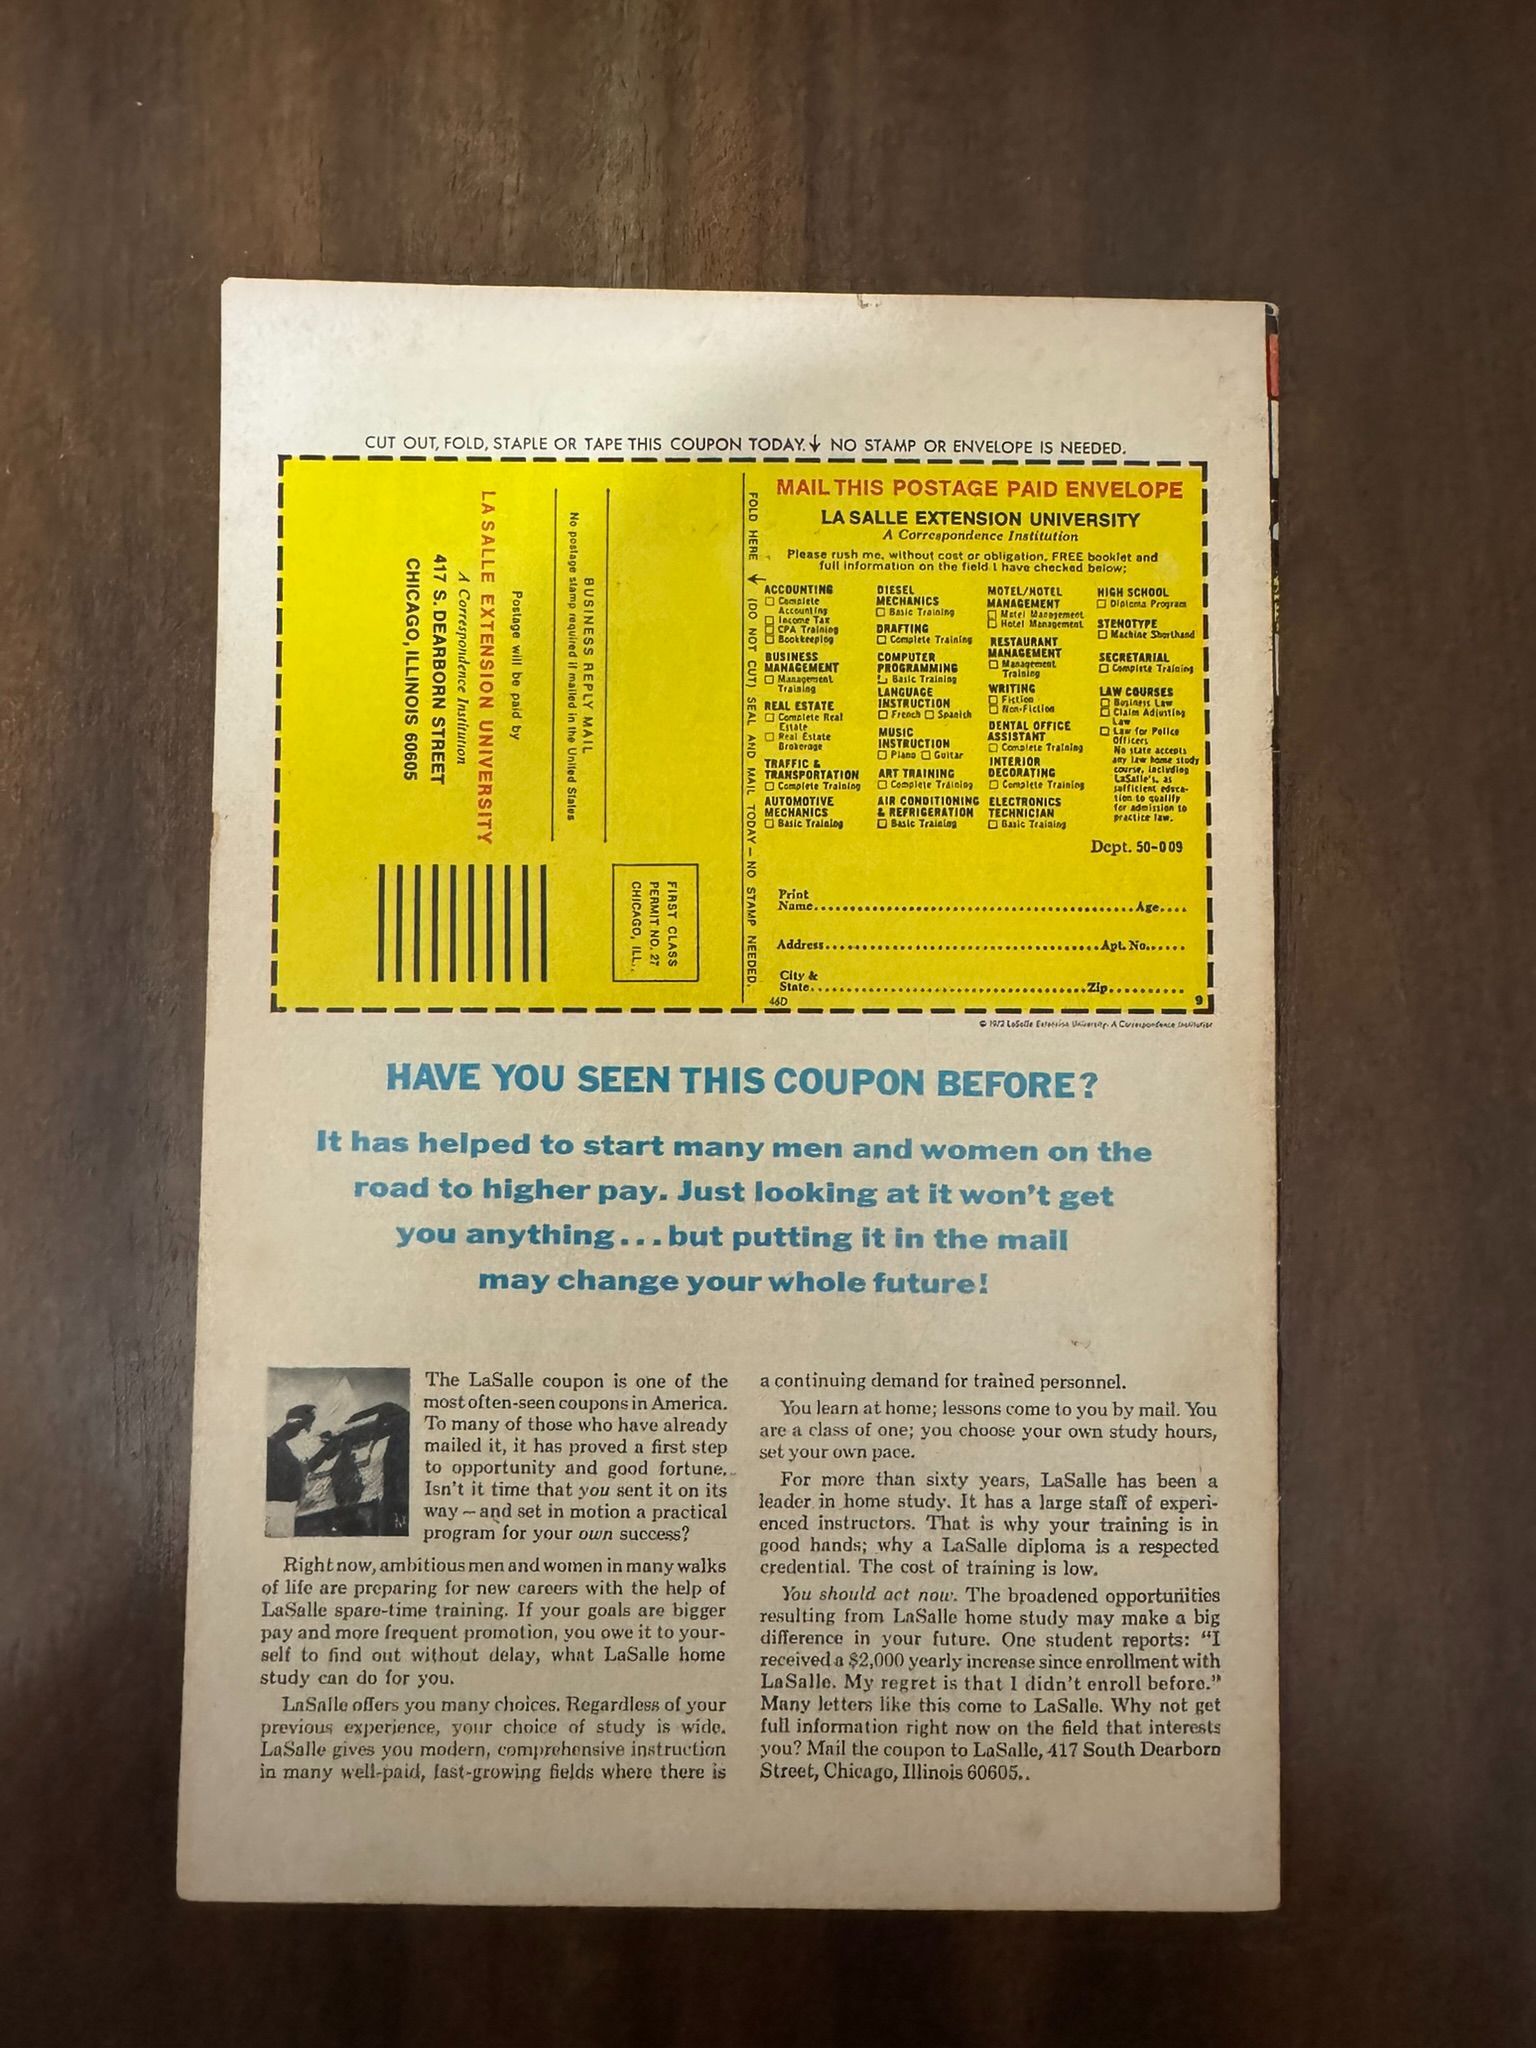 CUT OUT, FOLD, STAPLE OR TAPE THIS COUPON TODAY. NO STAMP OR ENVELOPE IS NEEDED.
BUSINESS REPLY MAIL
No postage stamp required if mailed in the United States
Postage will be paid by
LA SALLE EXTENSION UNIVERSITY
A Correspondence Institution
417 S. DEARBORN STREET
CHICAGO, ILLINOIS 60605
FIRST CLASS
PERMIT NO. 27
CHICAGO, ILL.
FOLD HERE (DO NOT CUT) SEAL AND MAIL TODAY — NO STAMP NEEDED.
MAIL THIS POSTAGE PAID ENVELOPE
LA SALLE EXTENSION UNIVERSITY
A Correspondence Institution
Please rush me, without cost or obligation, FREE booklet and
full information on the field I have checked below:
ACCOUNTING
Complete
Accounting
Income Tax
CPA Training
Bookkeeping
BUSINESS
MANAGEMENT
Management
Training
REAL ESTATE
Complete Real
Estate
Real Estate
Brokerage
TRAFFIC &
TRANSPORTATION
Complete Training
AUTOMOTIVE
MECHANICS
Basic Training
DIESEL
MECHANICS
Basic Training
DRAFTING
Complete Training
COMPUTER
PROGRAMMING
Basic Training
LANGUAGE
INSTRUCTION
French Spanish
MUSIC
INSTRUCTION
Piano Guitar
ART TRAINING
Complete Training
AIR CONDITIONING
& REFRIGERATION
Basic Training
MOTEL/HOTEL
MANAGEMENT
Motel Management
Hotel Management
RESTAURANT
MANAGEMENT
Management
Training
WRITING
Fiction
Non-Fiction
DENTAL OFFICE
ASSISTANT
Complete Training
INTERIOR
DECORATING
Complete Training
ELECTRONICS
TECHNICIAN
Basic Training
HIGH SCHOOL
Diploma Program
STENOTYPE
Machine Shorthand
SECRETARIAL
Complete Training
LAW COURSES
Business Law
Claim Adjusting
Law
Law for Police
Officers
No state accepts
any law home study
course, including
LaSalle's, as
sufficient educa-
tion to qualify
for admission to
practice law.
Dept. 50-009
Print
Name Age
Address Apt. No.
City &
State Zip
46D 9
© 1972 LaSalle Extension University. A Correspondence Institution
HAVE YOU SEEN THIS COUPON BEFORE?
It has helped to start many men and women on the
road to higher pay. Just looking at it won't get
you anything...but putting it in the mail
may change your whole future!
The LaSalle coupon is one of the
most often-seen coupons in America.
To many of those who have already
mailed it, it has proved a first step
to opportunity and good fortune.
Isn't it time that you sent it on its
way — and set in motion a practical
program for your own success?
Right now, ambitious men and women in many walks
of life are preparing for new careers with the help of
LaSalle spare-time training. If your goals are bigger
pay and more frequent promotion, you owe it to your-
self to find out without delay, what LaSalle home
study can do for you.
LaSalle offers you many choices. Regardless of your
previous experience, your choice of study is wide.
LaSalle gives you modern, comprehensive instruction
in many well-paid, fast-growing fields where there is
a continuing demand for trained personnel.
You learn at home; lessons come to you by mail. You
are a class of one; you choose your own study hours,
set your own pace.
For more than sixty years, LaSalle has been a
leader in home study. It has a large staff of experi-
enced instructors. That is why your training is in
good hands; why a LaSalle diploma is a respected
credential. The cost of training is low.
You should act now. The broadened opportunities
resulting from LaSalle home study may make a big
difference in your future. One student reports: "I
received a $2,000 yearly increase since enrollment with
LaSalle. My regret is that I didn't enroll before."
Many letters like this come to LaSalle. Why not get
full information right now on the field that interests
you? Mail the coupon to LaSalle, 417 South Dearborn
Street, Chicago, Illinois 60605..